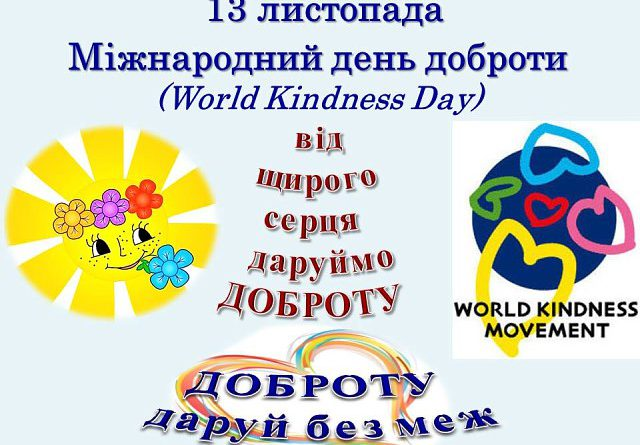 13 листопада
Міжнародний день доброти
(World Kindness Day)
від
щирого
серця
даруймо
ДОБРОТУ
WORLD KINDNESS
MOVEMENT
ДОБРОТУ
даруй без меж